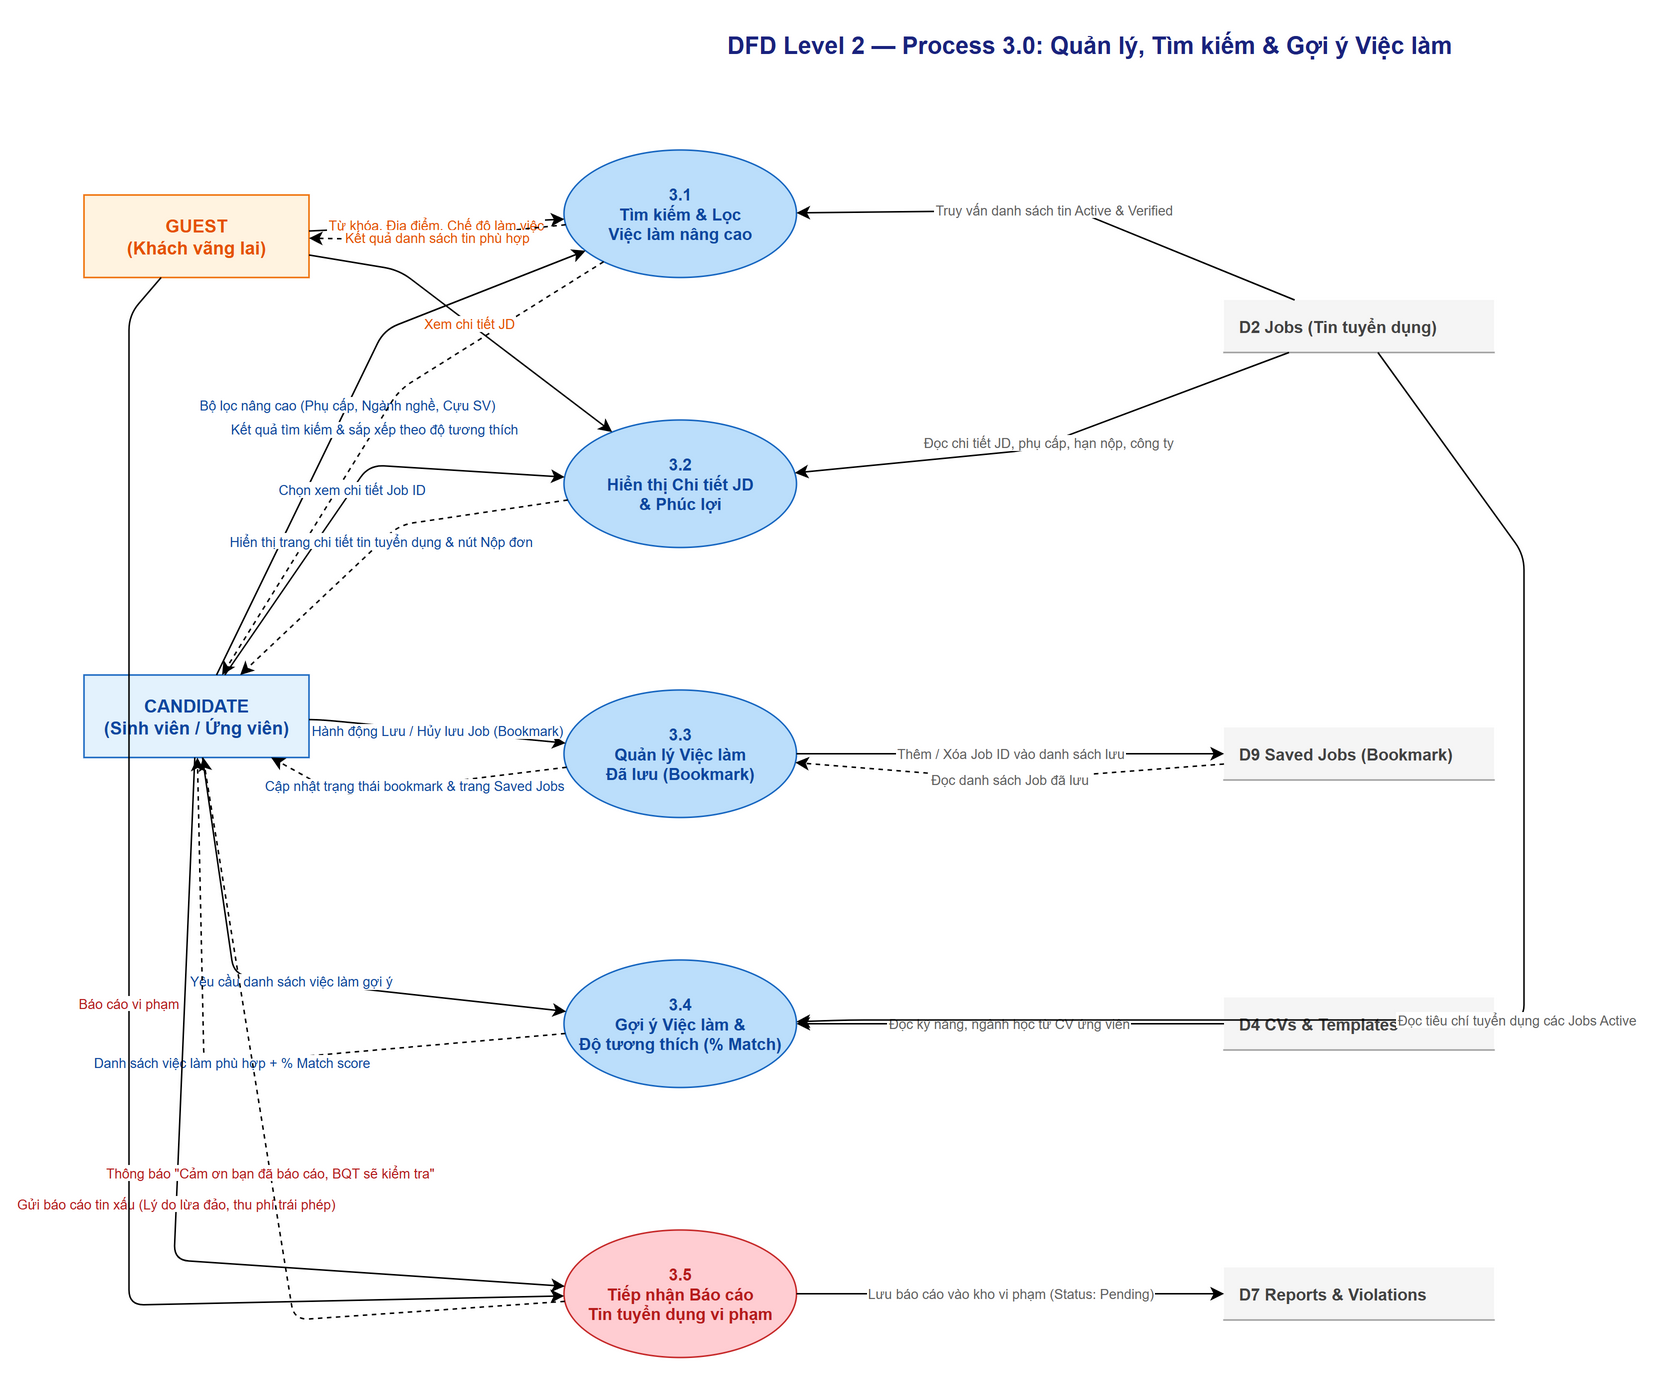 DFD Level 2 — Process 3.0: Quản lý, Tìm kiếm & Gợi ý Việc làm
GUEST
(Khách vãng lai)
Từ khóa, Địa điểm, Chế độ làm việc
Kết quả danh sách tin phù hợp
3.1
Tìm kiếm & Lọc
Việc làm nâng cao
Truy vấn danh sách tin Active & Verified
Xem chi tiết JD
D2 Jobs (Tin tuyển dụng)
Bộ lọc nâng cao (Phụ cấp, Ngành nghề, Cựu SV)
Kết quả tìm kiếm & sắp xếp theo độ tương thích
Chọn xem chi tiết Job ID
Hiển thị trang chi tiết tin tuyển dụng & nút Nộp đơn
3.2
Hiển thị Chi tiết JD
& Phúc lợi
Đọc chi tiết JD, phụ cấp, hạn nộp, công ty
CANDIDATE
(Sinh viên / Ứng viên)
Hành động Lưu / Hủy lưu Job (Bookmark)
Cập nhật trạng thái bookmark & trang Saved Jobs
3.3
Quản lý Việc làm
Đã lưu (Bookmark)
Thêm / Xóa Job ID vào danh sách lưu
Đọc danh sách Job đã lưu
D9 Saved Jobs (Bookmark)
Yêu cầu danh sách việc làm gợi ý
Báo cáo vi phạm
Danh sách việc làm phù hợp + % Match score
3.4
Gợi ý Việc làm &
Độ tương thích (% Match)
Đọc kỹ năng, ngành học từ CV ứng viên
D4 CVs & Templates
Đọc tiêu chí tuyển dụng các Jobs Active
Thông báo "Cảm ơn bạn đã báo cáo, BQT sẽ kiểm tra"
Gửi báo cáo tin xấu (Lý do lừa đảo, thu phí trái phép)
3.5
Tiếp nhận Báo cáo
Tin tuyển dụng vi phạm
Lưu báo cáo vào kho vi phạm (Status: Pending)
D7 Reports & Violations